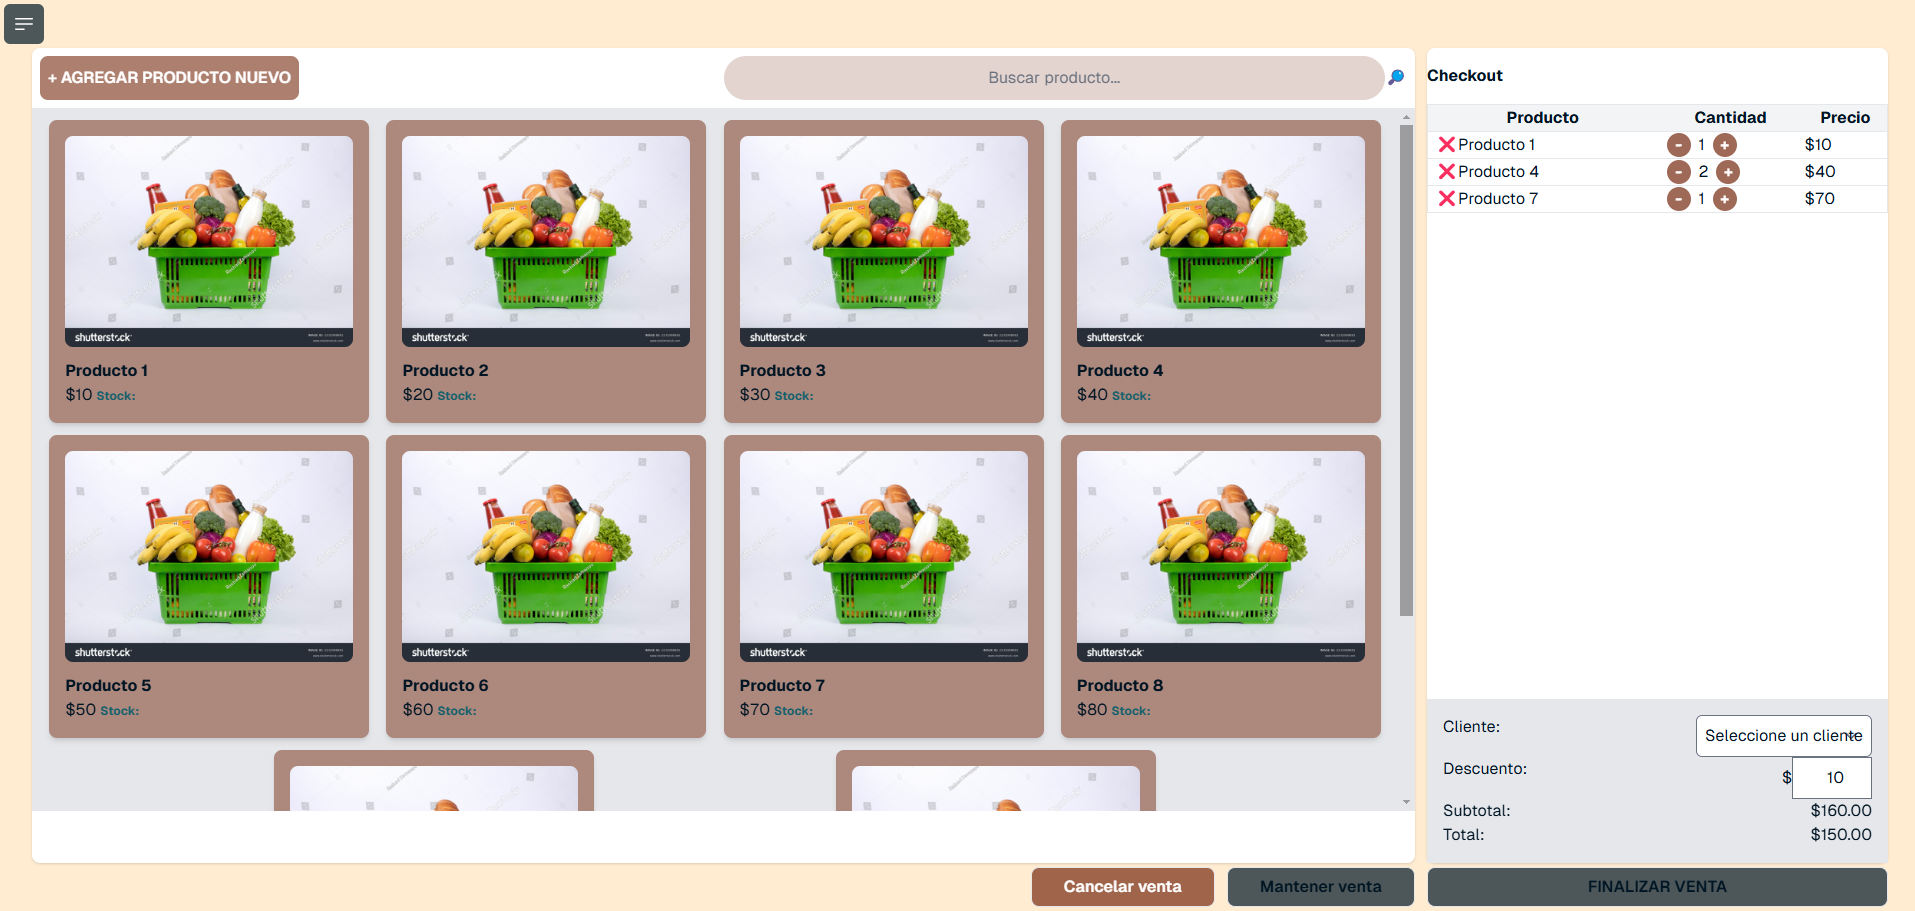 + AGREGAR PRODUCTO NUEVO
Buscar producto...
shutterstock
shutterstock
shutterstock
shutterstock
Producto 1
Producto 2
Producto 3
Producto 4
$10 Stock:
$20 Stock:
$30 Stock:
$40 Stock:
shutterstock
shutterstock
shutterstock
shutterstock
Producto 5
Producto 6
Producto 7
Producto 8
$50 Stock:
$60 Stock:
$70 Stock:
$80 Stock:
Checkout
Producto Cantidad Precio
Producto 1 - 1 + $10
Producto 4 - 2 + $40
Producto 7 - 1 + $70
Cliente: Seleccione un cliente
Descuento: $ 10
Subtotal: $160.00
Total: $150.00
Cancelar venta
Mantener venta
FINALIZAR VENTA